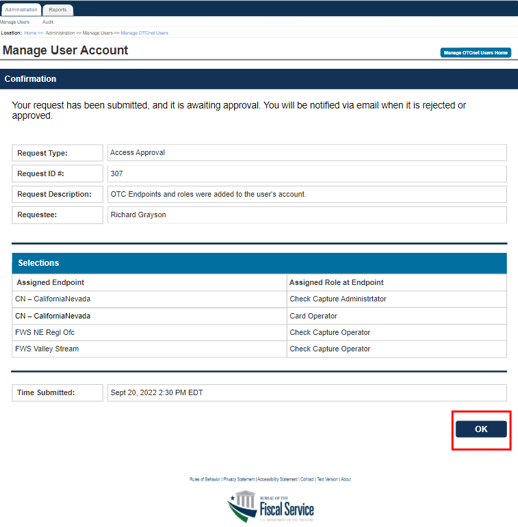 Administration Reports
Manage Users Audit
Location: Home >> Administration >> Manage Users >> Manage OTCnet Users
Manage User Account
Manage OTCnet Users Home
Confirmation
Your request has been submitted, and it is awaiting approval. You will be notified via email when it is rejected or
approved.
Request Type: Access Approval
Request ID #: 307
Request Description: OTC Endpoints and roles were added to the user's account.
Requestee: Richard Grayson
Selections
Assigned Endpoint Assigned Role at Endpoint
CN – CaliforniaNevada Check Capture Administrtator
CN – CaliforniaNevada Card Operator
FWS NE Regl Ofc Check Capture Operator
FWS Valley Stream Check Capture Operator
Time Submitted: Sept 20, 2022 2:30 PM EDT
OK
Rules of Behavior | Privacy Statement | Accessibility Statement | Contact | Text Version | About
BUREAU OF THE
Fiscal Service
U.S. DEPARTMENT OF THE TREASURY